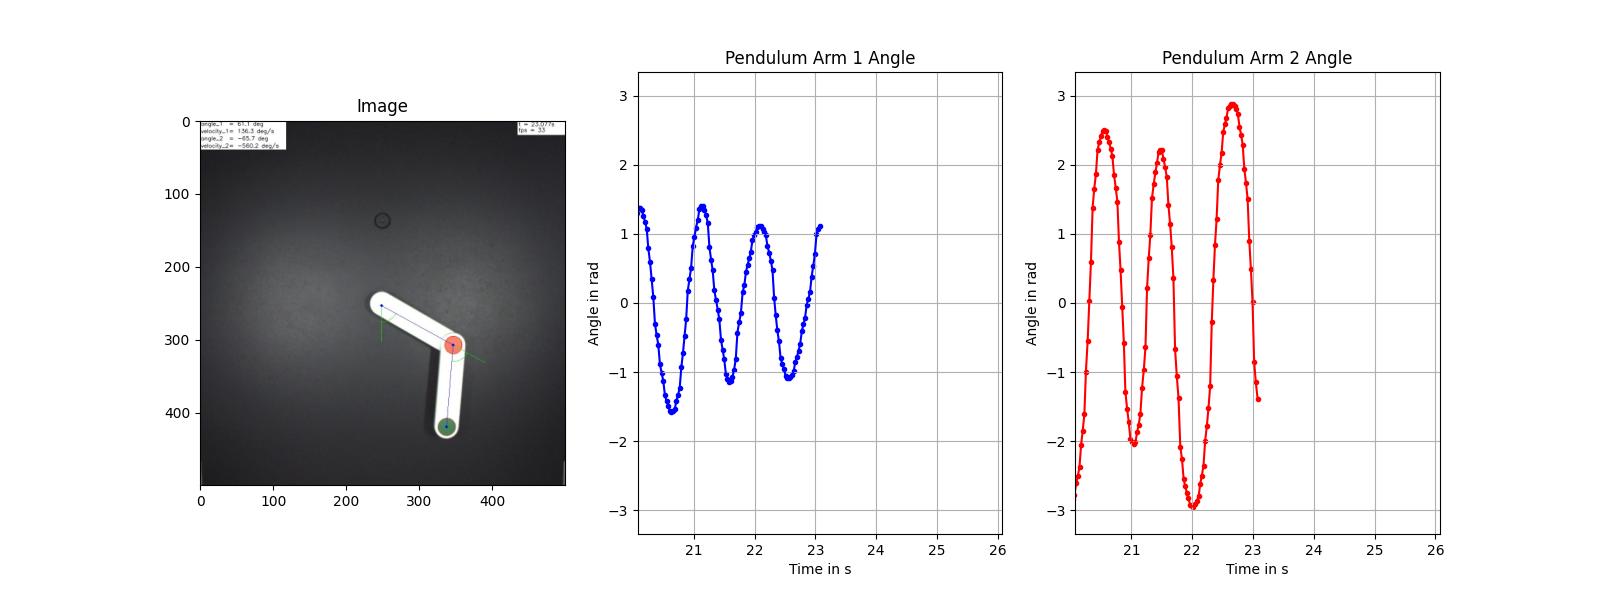 Image
angle_1 = 61.1 deg
velocity_1= 136.3 deg/s
angle_2 = -65.7 deg
velocity_2= -560.2 deg/s
t = 23.077s
fps = 33
0
100
200
300
400
0 100 200 300 400
Pendulum Arm 1 Angle
Angle in rad
3
2
1
0
−1
−2
−3
21 22 23 24 25 26
Time in s
Pendulum Arm 2 Angle
Angle in rad
3
2
1
0
−1
−2
−3
21 22 23 24 25 26
Time in s